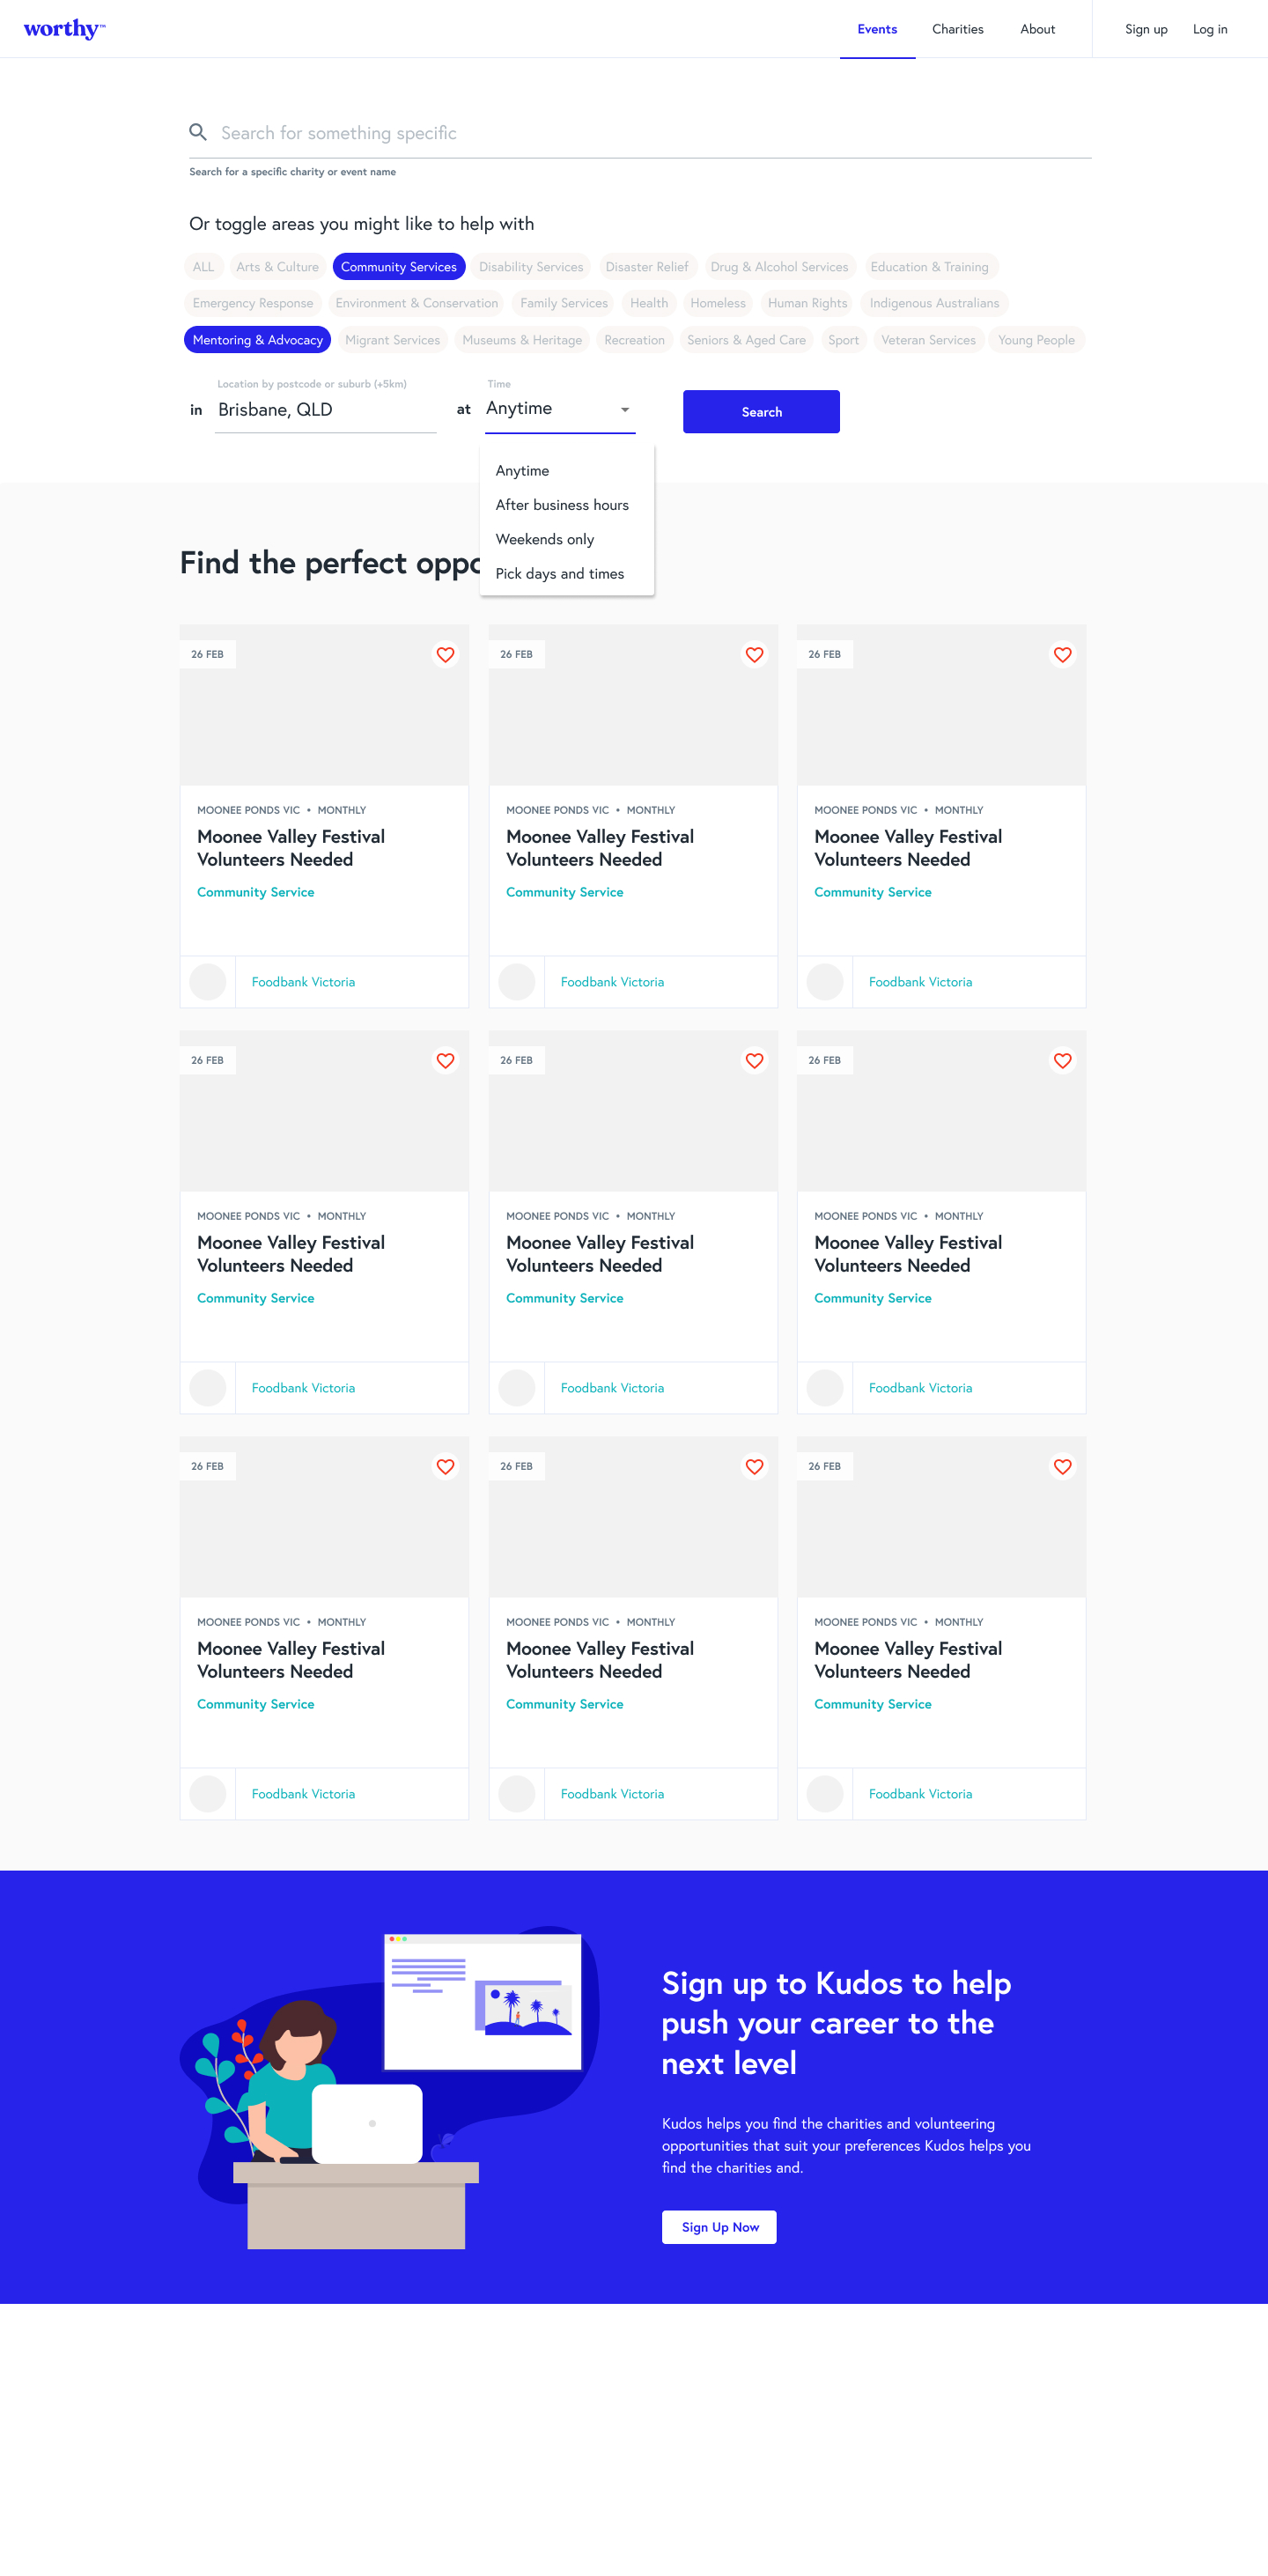 worthy™
Events Charities About Sign up Log in
Search for something specific
Search for a specific charity or event name
Or toggle areas you might like to help with
ALL Arts & Culture Community Services Disability Services Disaster Relief Drug & Alcohol Services Education & Training
Emergency Response Environment & Conservation Family Services Health Homeless Human Rights Indigenous Australians
Mentoring & Advocacy Migrant Services Museums & Heritage Recreation Seniors & Aged Care Sport Veteran Services Young People
Location by postcode or suburb (+5km) Time
in Brisbane, QLD at Anytime Search
Anytime
After business hours
Weekends only
Pick days and times
Find the perfect oppo
26 FEB 26 FEB 26 FEB
MOONEE PONDS VIC • MONTHLY MOONEE PONDS VIC • MONTHLY MOONEE PONDS VIC • MONTHLY
Moonee Valley Festival Moonee Valley Festival Moonee Valley Festival
Volunteers Needed Volunteers Needed Volunteers Needed
Community Service Community Service Community Service
Foodbank Victoria Foodbank Victoria Foodbank Victoria
26 FEB 26 FEB 26 FEB
MOONEE PONDS VIC • MONTHLY MOONEE PONDS VIC • MONTHLY MOONEE PONDS VIC • MONTHLY
Moonee Valley Festival Moonee Valley Festival Moonee Valley Festival
Volunteers Needed Volunteers Needed Volunteers Needed
Community Service Community Service Community Service
Foodbank Victoria Foodbank Victoria Foodbank Victoria
26 FEB 26 FEB 26 FEB
MOONEE PONDS VIC • MONTHLY MOONEE PONDS VIC • MONTHLY MOONEE PONDS VIC • MONTHLY
Moonee Valley Festival Moonee Valley Festival Moonee Valley Festival
Volunteers Needed Volunteers Needed Volunteers Needed
Community Service Community Service Community Service
Foodbank Victoria Foodbank Victoria Foodbank Victoria
Sign up to Kudos to help
push your career to the
next level
Kudos helps you find the charities and volunteering
opportunities that suit your preferences Kudos helps you
find the charities and.
Sign Up Now